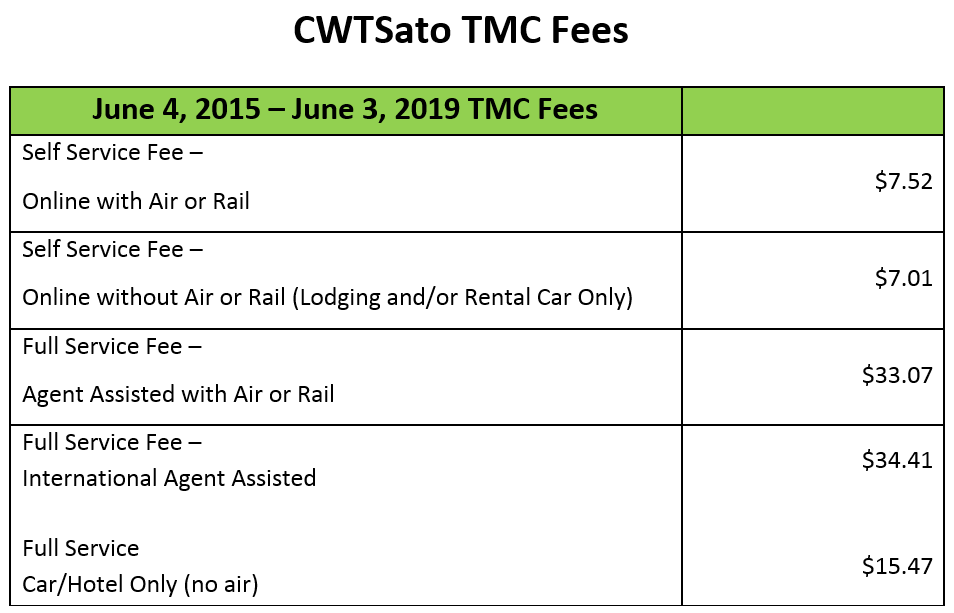 CWTSato TMC Fees
June 4, 2015 – June 3, 2019 TMC Fees
Self Service Fee –
$7.52
Online with Air or Rail
Self Service Fee –
$7.01
Online without Air or Rail (Lodging and/or Rental Car Only)
Full Service Fee –
$33.07
Agent Assisted with Air or Rail
Full Service Fee –
$34.41
International Agent Assisted
Full Service
$15.47
Car/Hotel Only (no air)